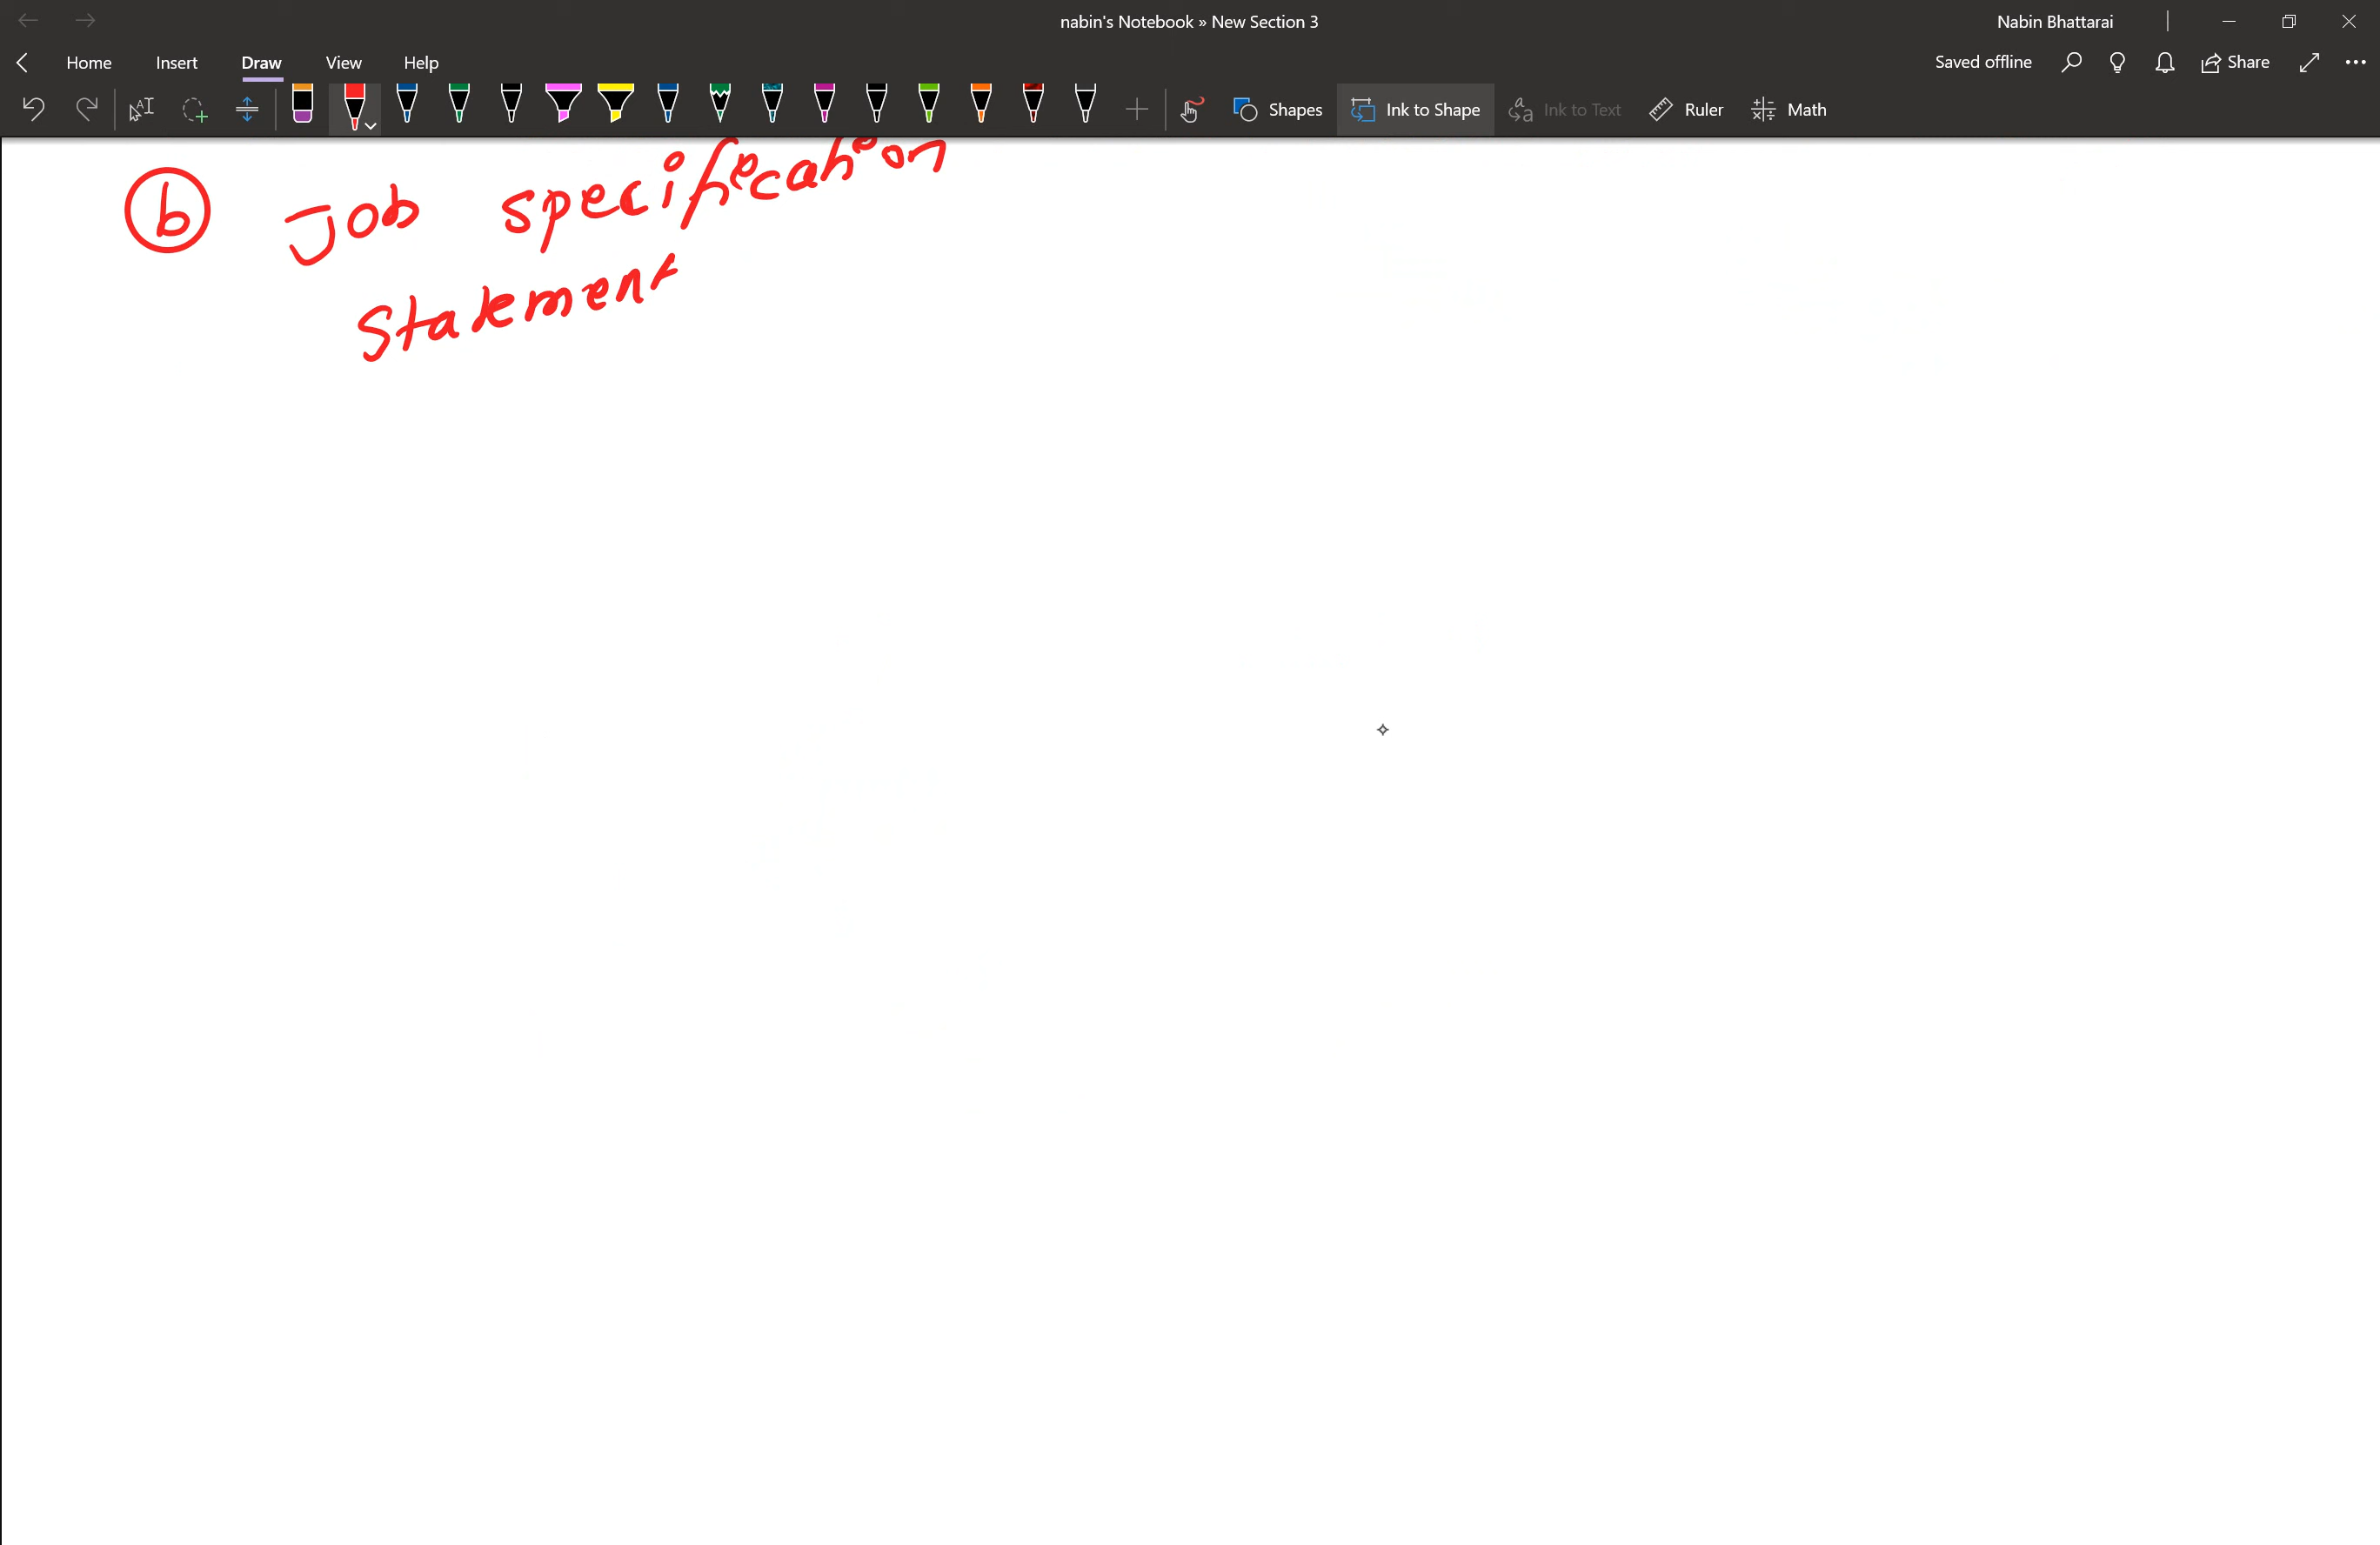 nabin's Notebook » New Section 3
Nabin Bhattarai
Home Insert Draw View Help
Saved offline
Share
Shapes
Ink to Shape
Ink to Text
Ruler
Math
b Job specification
Statement